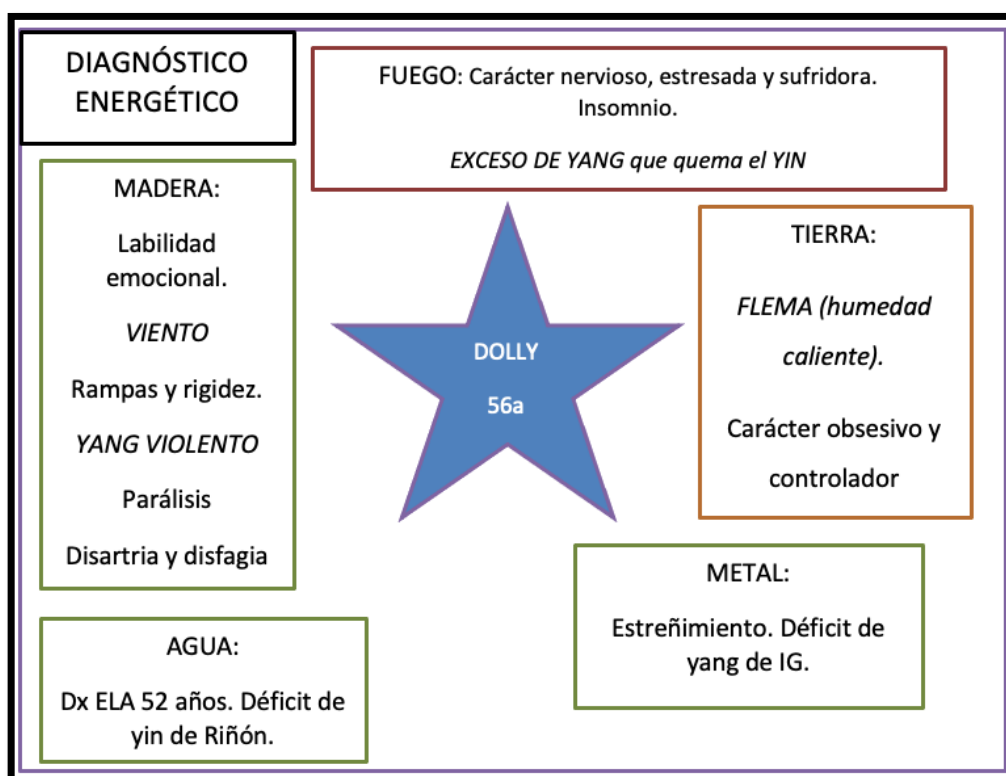 DIAGNÓSTICO
ENERGÉTICO
FUEGO: Carácter nervioso, estresada y sufridora.
Insomnio.
EXCESO DE YANG que quema el YIN
MADERA:
Labilidad
emocional.
VIENTO
Rampas y rigidez.
YANG VIOLENTO
Parálisis
Disartria y disfagia
DOLLY
56a
TIERRA:
FLEMA (humedad
caliente).
Carácter obsesivo y
controlador
METAL:
Estreñimiento. Déficit de
yang de IG.
AGUA:
Dx ELA 52 años. Déficit de
yin de Riñón.